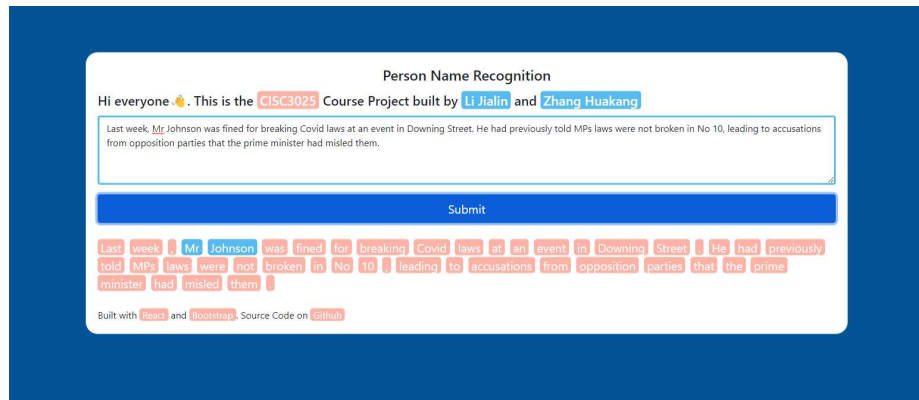 Person Name Recognition
Hi everyone 👋. This is the CISC3025 Course Project built by Li Jialin and Zhang Huakang
Last week, Mr Johnson was fined for breaking Covid laws at an event in Downing Street. He had previously told MPs laws were not broken in No 10, leading to accusations
from opposition parties that the prime minister had misled them.
Submit
Last week , Mr Johnson was fined for breaking Covid laws at an event in Downing Street . He had previously
told MPs laws were not broken in No 10 , leading to accusations from opposition parties that the prime
minister had misled them .
Built with React and Bootstrap. Source Code on Github